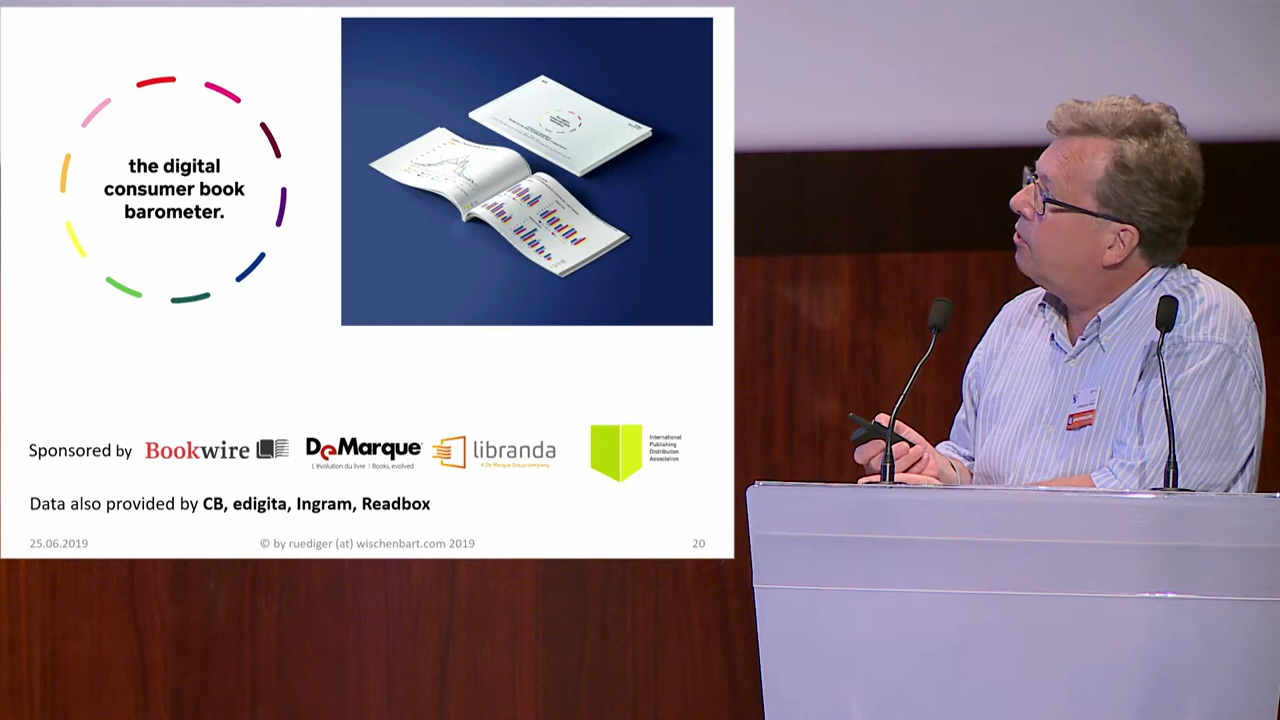 the digital
consumer book
barometer.
Sponsored by
Bookwire
DeMarque
L'évolution du livre | Books, evolved
libranda
A De Marque Group company
International
Publishing
Distribution
Association
Data also provided by CB, edigita, Ingram, Readbox
25.06.2019
© by ruediger (at) wischenbart.com 2019
20